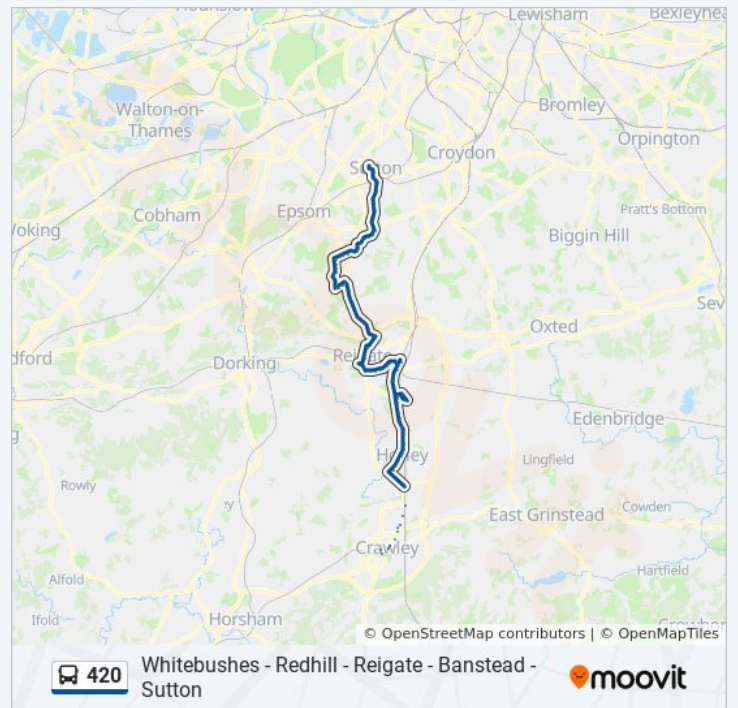 Lewisham
Walton-on-
Thames
Bromley
Orpington
Croydon
Sutton
Cobham
Epsom
Pratt's Bottom
Biggin Hill
Oxted
Reigate
Dorking
Edenbridge
Horley
Lingfield
Rowly
Cowden
East Grinstead
Crawley
Hartfield
Alfold
Ifold
Horsham
© OpenStreetMap contributors | © OpenMapTiles
420
Whitebushes - Redhill - Reigate - Banstead -
Sutton
moovit